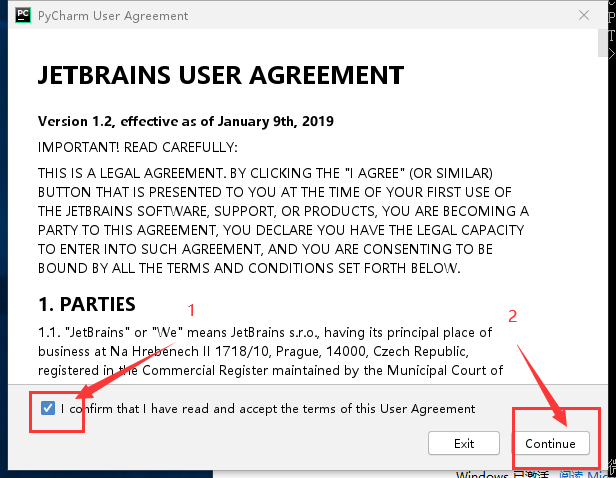 PC PyCharm User Agreement
JETBRAINS USER AGREEMENT
Version 1.2, effective as of January 9th, 2019
IMPORTANT! READ CAREFULLY:
THIS IS A LEGAL AGREEMENT. BY CLICKING THE "I AGREE" (OR SIMILAR)
BUTTON THAT IS PRESENTED TO YOU AT THE TIME OF YOUR FIRST USE OF
THE JETBRAINS SOFTWARE, SUPPORT, OR PRODUCTS, YOU ARE BECOMING A
PARTY TO THIS AGREEMENT, YOU DECLARE YOU HAVE THE LEGAL CAPACITY
TO ENTER INTO SUCH AGREEMENT, AND YOU ARE CONSENTING TO BE
BOUND BY ALL THE TERMS AND CONDITIONS SET FORTH BELOW.
1. PARTIES
1
2
1.1. "JetBrains" or "We" means JetBrains s.r.o., having its principal place of
business at Na Hrebenech II 1718/10, Prague, 14000, Czech Republic,
registered in the Commercial Register maintained by the Municipal Court of
I confirm that I have read and accept the terms of this User Agreement
Exit
Continue
Windows 已激活
阅读 Mic